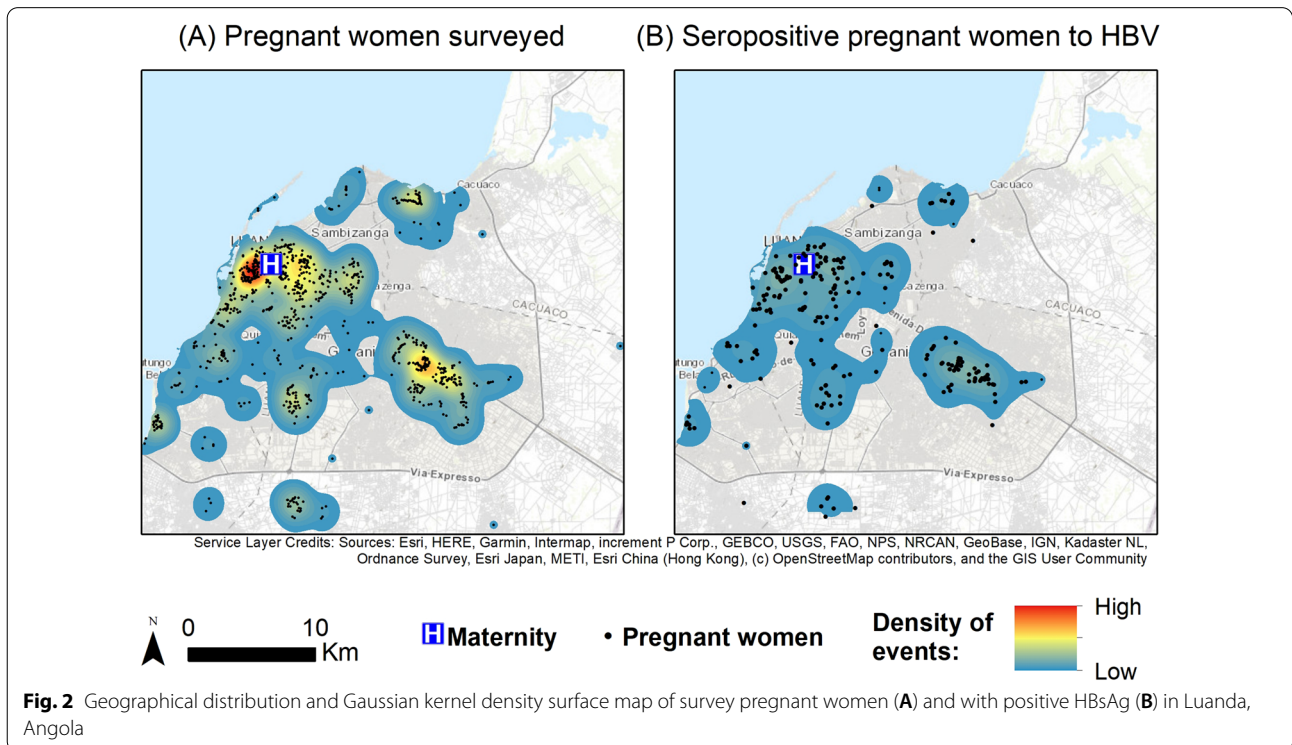 (A) Pregnant women surveyed
(B) Seropositive pregnant women to HBV
Cacuaco
Sambizanga
H
CACUACO
Via Expresso
Cacuaco
Sambizanga
H
CACUACO
Via Expresso
Service Layer Credits: Sources: Esri, HERE, Garmin, Intermap, increment P Corp., GEBCO, USGS, FAO, NPS, NRCAN, GeoBase, IGN, Kadaster NL,
Ordnance Survey, Esri Japan, METI, Esri China (Hong Kong), (c) OpenStreetMap contributors, and the GIS User Community
N
0 10
Km
H Maternity
Pregnant women
Density of
events:
High
Low
Fig. 2 Geographical distribution and Gaussian kernel density surface map of survey pregnant women (A) and with positive HBsAg (B) in Luanda,
Angola